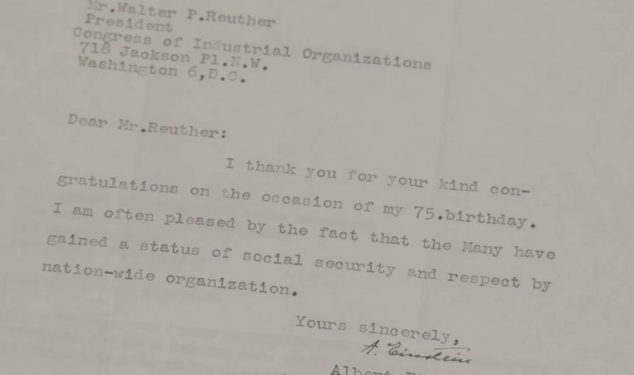 Mr.Walter P.Reuther
President
Congress of Industrial Organizations
718 Jackson Pl.N.W.
Washington 6,D.C.
Dear Mr.Reuther:
I thank you for your kind con-
gratulations on the occasion of my 75.birthday.
I am often pleased by the fact that the Many have
gained a status of social security and respect by
nation-wide organization.
Yours sincerely,
A. Einstein
Albert